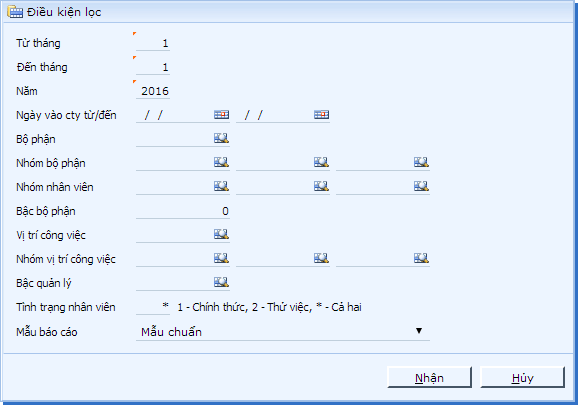 Điều kiện lọc
Từ tháng 1
Đến tháng 1
Năm 2016
Ngày vào cty từ/đến / / / /
Bộ phận
Nhóm bộ phận
Nhóm nhân viên
Bậc bộ phận 0
Vị trí công việc
Nhóm vị trí công việc
Bậc quản lý
Tình trạng nhân viên * 1 - Chính thức, 2 - Thử việc, * - Cả hai
Mẫu báo cáo Mẫu chuẩn
Nhận Hủy